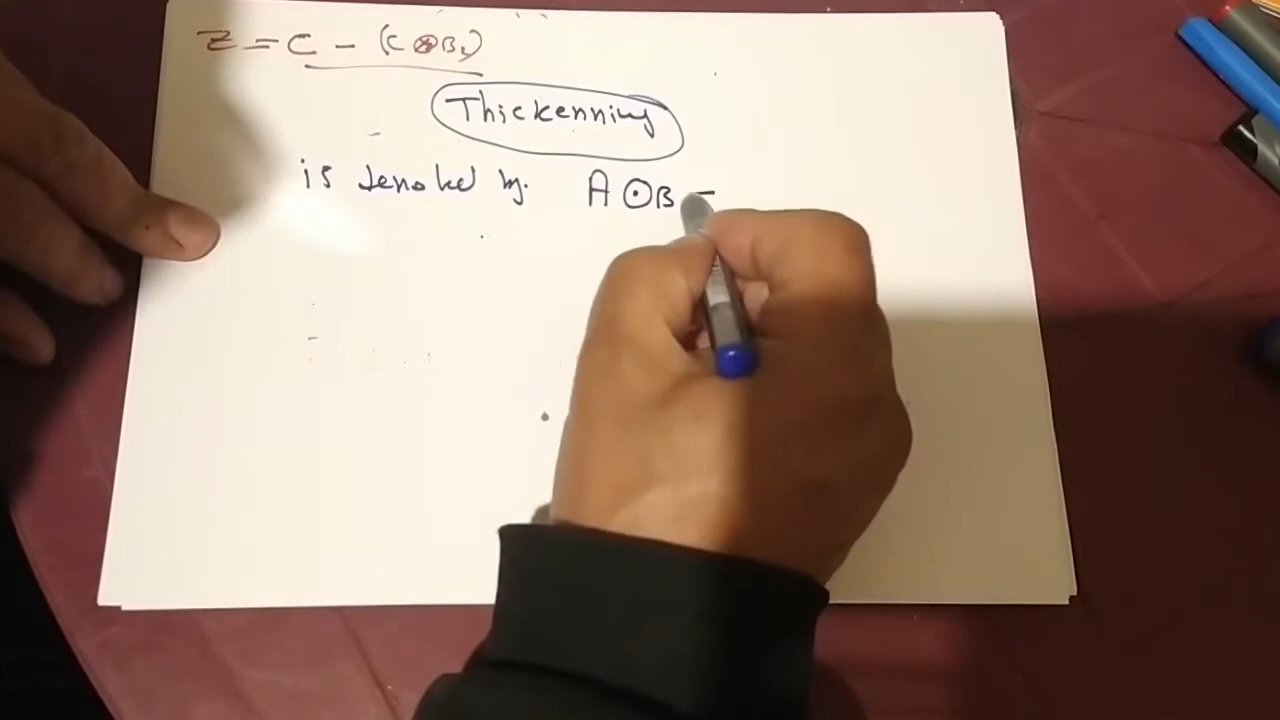 Z = C - (C ⊛ B₂)
Thickenning
is denoted by. A ⊙ B =